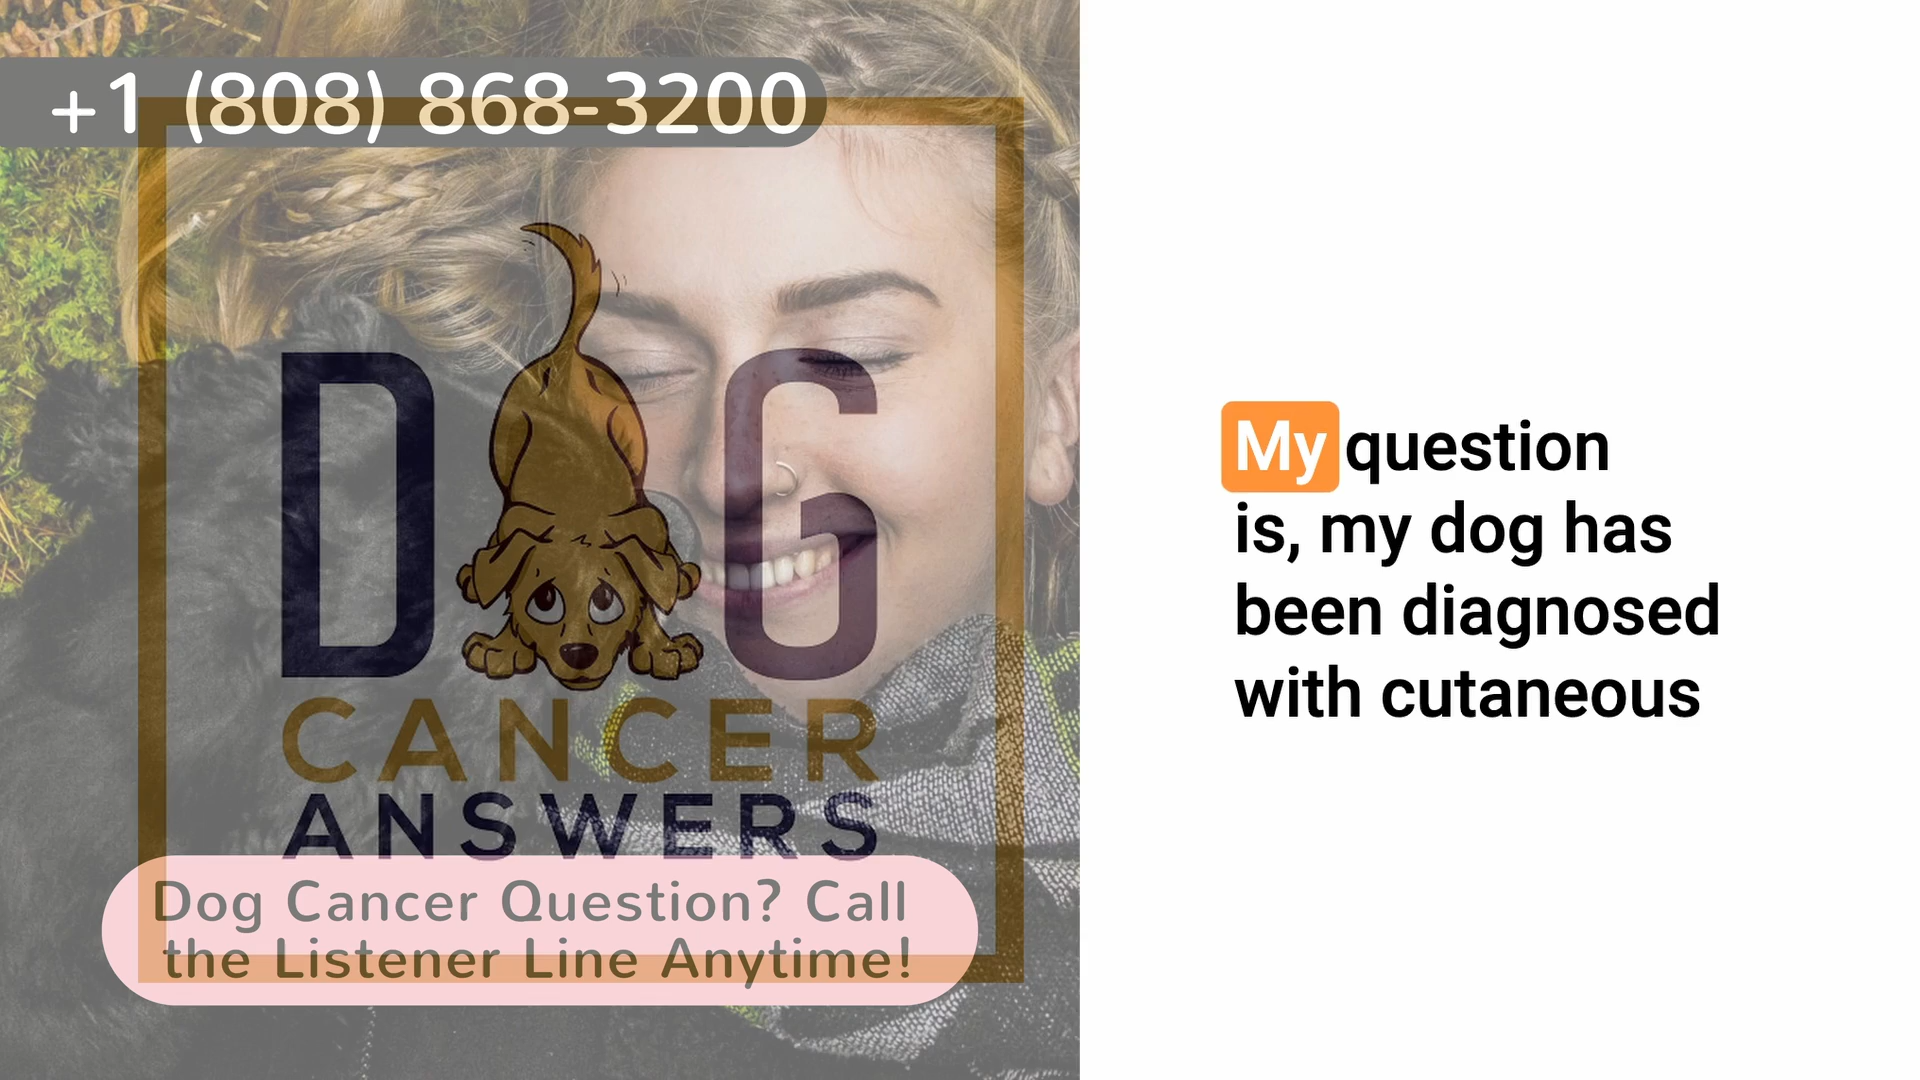 +1 (808) 868-3200
DOG
CANCER
ANSWERS
Dog Cancer Question? Call
the Listener Line Anytime!
My question
is, my dog has
been diagnosed
with cutaneous